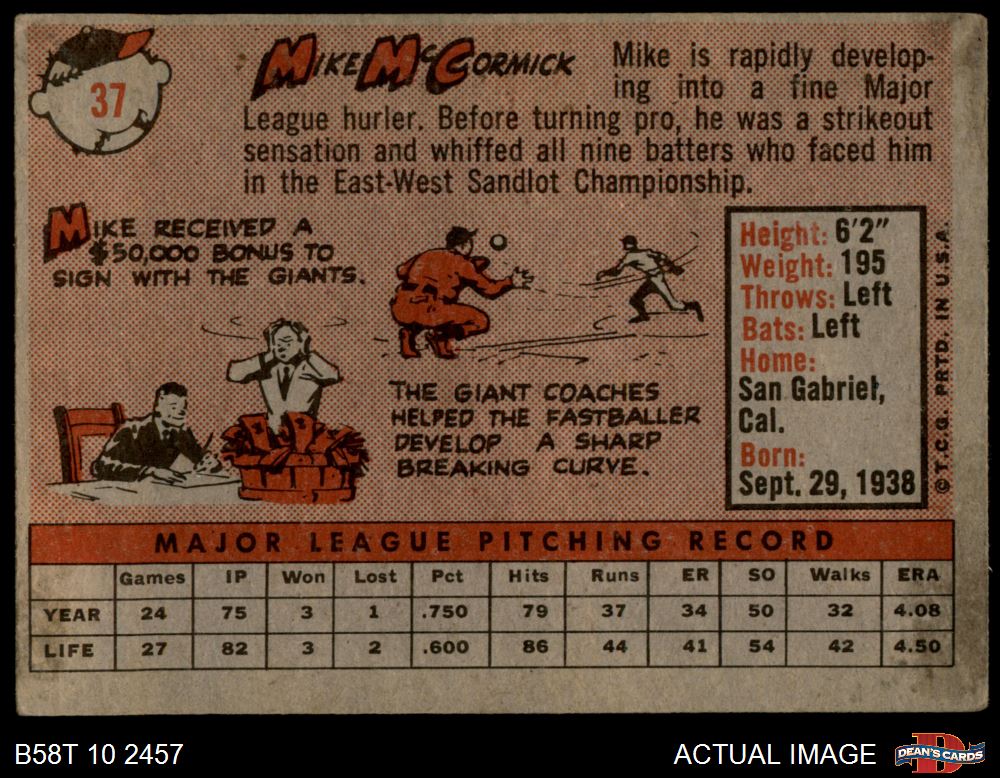 37
MIKE McCORMICK
Mike is rapidly develop-
ing into a fine Major
League hurler. Before turning pro, he was a strikeout
sensation and whiffed all nine batters who faced him
in the East-West Sandlot Championship.
MIKE RECEIVED A
$50,000 BONUS TO
SIGN WITH THE GIANTS.
THE GIANT COACHES
HELPED THE FASTBALLER
DEVELOP A SHARP
BREAKING CURVE.
Height: 6'2"
Weight: 195
Throws: Left
Bats: Left
Home:
San Gabriel,
Cal.
Born:
Sept. 29, 1938
© T.C.G. PRTD. IN U.S.A.
MAJOR LEAGUE PITCHING RECORD
Games IP Won Lost Pct Hits Runs ER SO Walks ERA
YEAR 24 75 3 1 .750 79 37 34 50 32 4.08
LIFE 27 82 3 2 .600 86 44 41 54 42 4.50
B58T 10 2457
ACTUAL IMAGE
D
DEAN'S CARDS